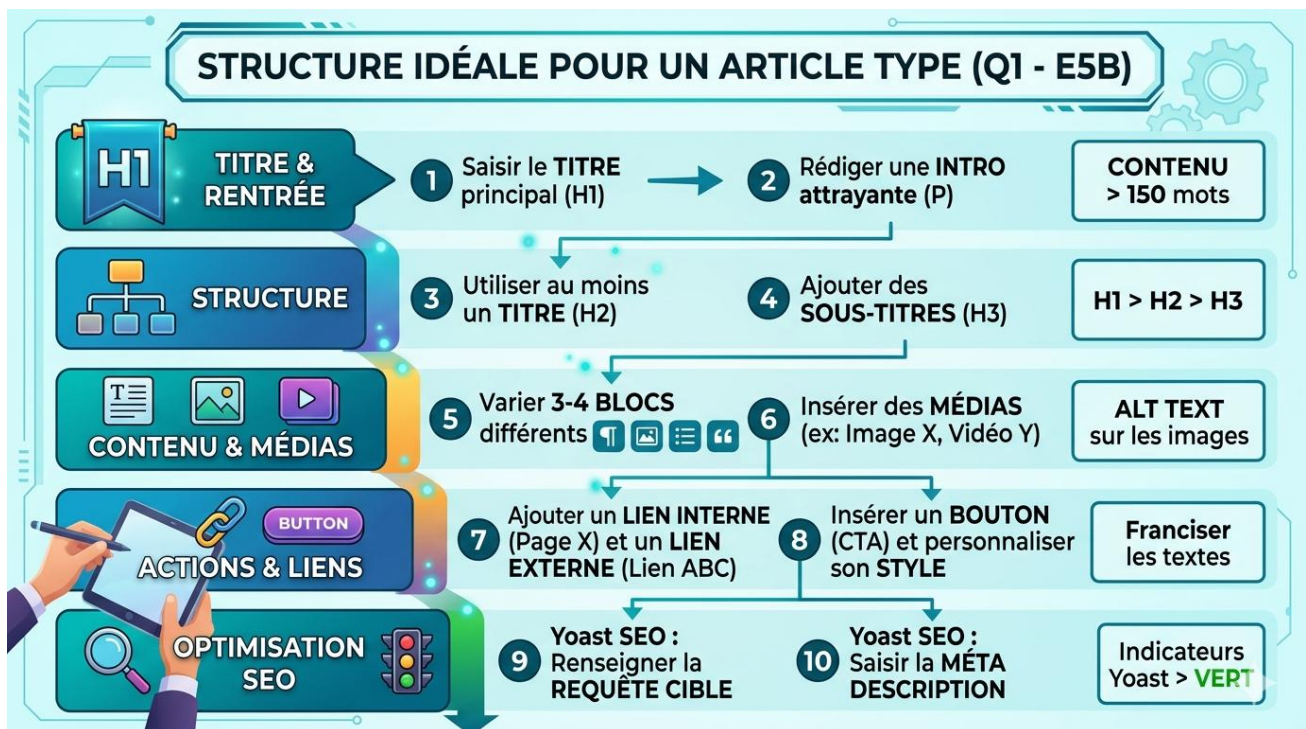 STRUCTURE IDÉALE POUR UN ARTICLE TYPE (Q1 - E5B)
H1
TITRE &
RENTRÉE
1 Saisir le TITRE
principal (H1)
2 Rédiger une INTRO
attrayante (P)
CONTENU
> 150 mots
STRUCTURE
3 Utiliser au moins
un TITRE (H2)
4 Ajouter des
SOUS-TITRES (H3)
H1 > H2 > H3
T
CONTENU & MÉDIAS
5 Varier 3-4 BLOCS
différents ¶ “
6 Insérer des MÉDIAS
(ex: Image X, Vidéo Y)
ALT TEXT
sur les images
BUTTON
ACTIONS & LIENS
7 Ajouter un LIEN INTERNE
(Page X) et un LIEN
EXTERNE (Lien ABC)
8 Insérer un BOUTON
(CTA) et personnaliser
son STYLE
Franciser
les textes
OPTIMISATION
SEO
9 Yoast SEO :
Renseigner la
REQUÊTE CIBLE
10 Yoast SEO :
Saisir la MÉTA
DESCRIPTION
Indicateurs
Yoast > VERT